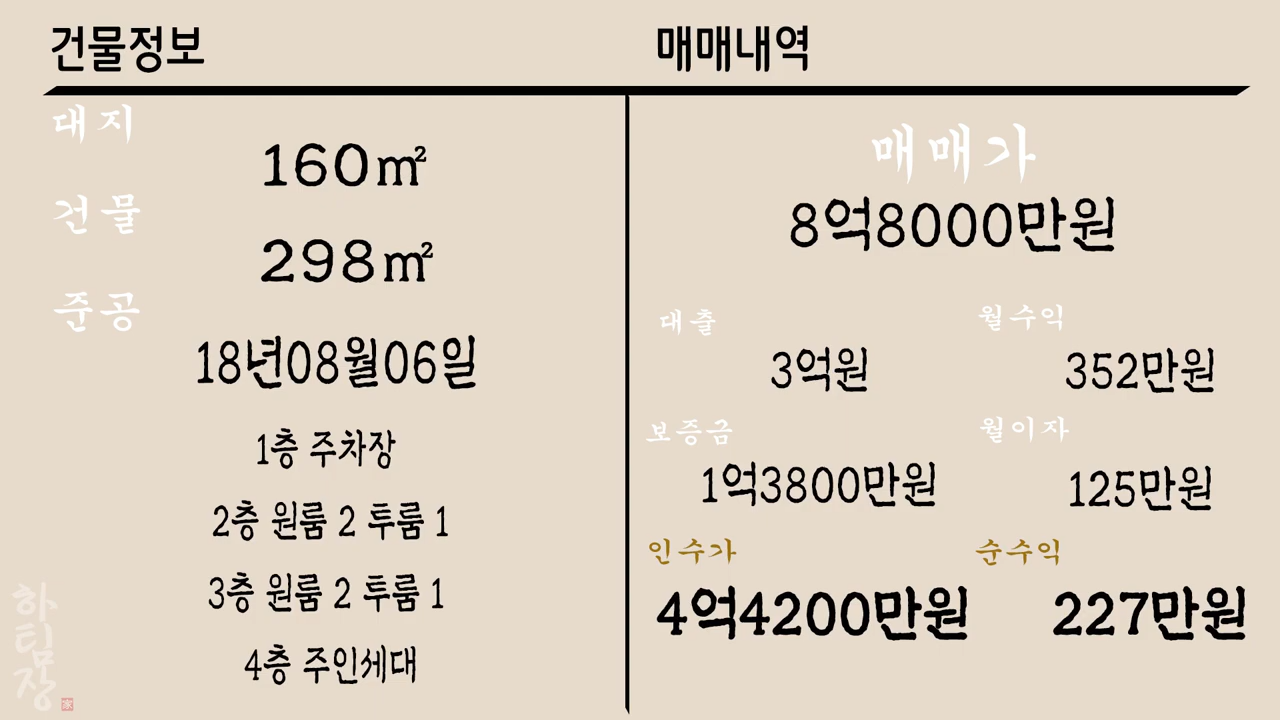 건물정보
대지
160㎡
건물
298㎡
준공
18년08월06일
1층 주차장
2층 원룸 2 투룸 1
3층 원룸 2 투룸 1
4층 주인세대
하팀장
매매내역
매매가
8억8000만원
대출
3억원
월수익
352만원
보증금
1억3800만원
월이자
125만원
인수가
4억4200만원
순수익
227만원